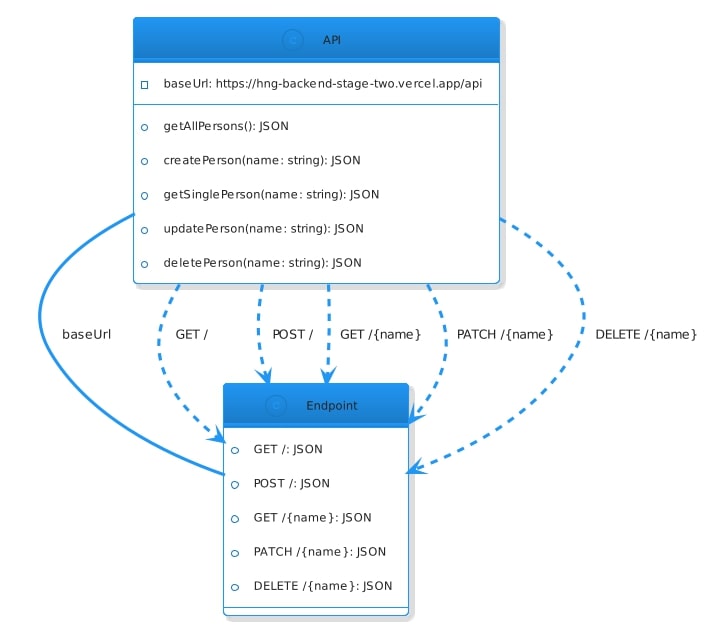 C API
baseUrl: https://hng-backend-stage-two.vercel.app/api
getAllPersons(): JSON
createPerson(name: string): JSON
getSinglePerson(name: string): JSON
updatePerson(name: string): JSON
deletePerson(name: string): JSON
baseUrl
GET /
POST /
GET /{name}
PATCH /{name}
DELETE /{name}
C Endpoint
GET /: JSON
POST /: JSON
GET /{name}: JSON
PATCH /{name}: JSON
DELETE /{name}: JSON